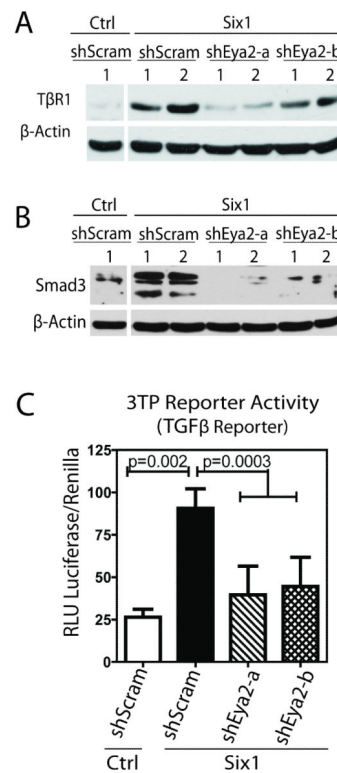 A
Ctrl Six1
shScram shScram shEya2-a shEya2-b
1 1 2 1 2 1 2
TβR1
β-Actin
B
Ctrl Six1
shScram shScram shEya2-a shEya2-b
1 1 2 1 2 1 2
Smad3
β-Actin
C
3TP Reporter Activity
(TGFβ Reporter)
RLU Luciferase/Renilla
125
100
75
50
25
0
p=0.002 p=0.0003
shScram shScram shEya2-a shEya2-b
Ctrl Six1